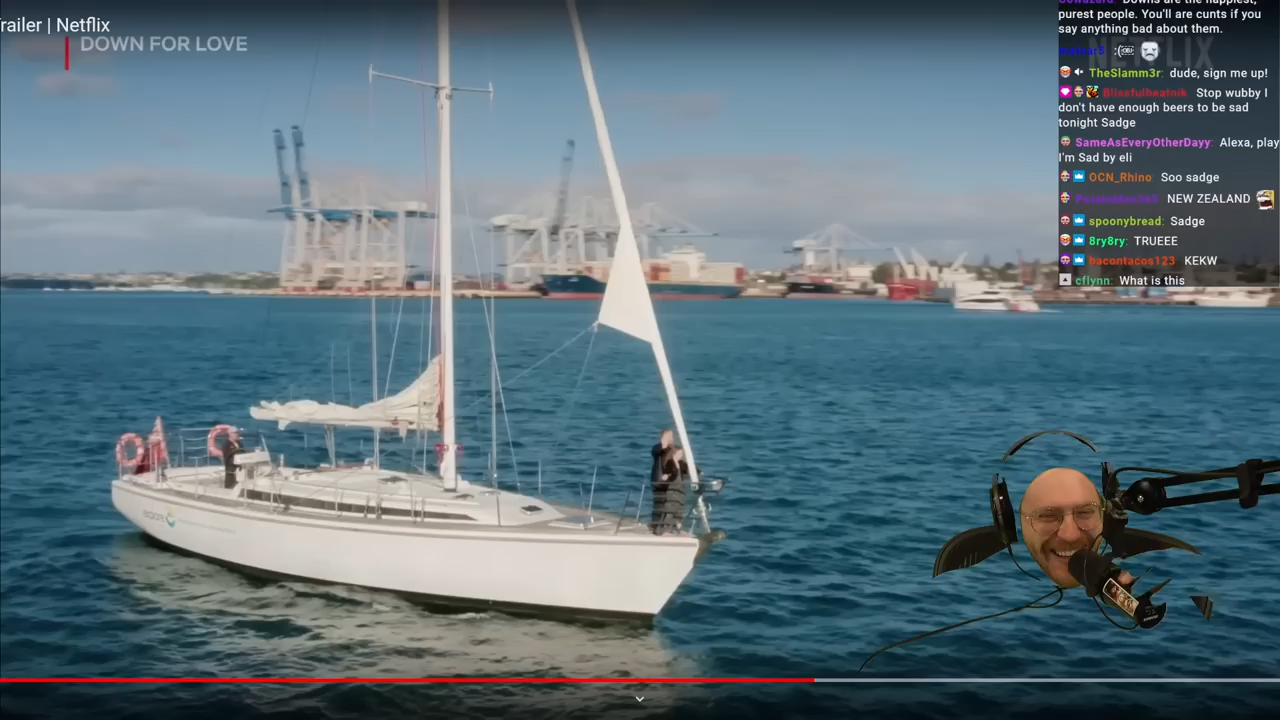 Trailer | Netflix
DOWN FOR LOVE
NETFLIX
Downs are the happiest,
purest people. You'll are cunts if you
say anything bad about them.
:(
TheSlamm3r: dude, sign me up!
Blissfulbeatnik Stop wubby I
don't have enough beers to be sad
tonight Sadge
SameAsEveryOtherDayy: Alexa, play
I'm Sad by eli
OCN_Rhino: Soo sadge
NEW ZEALAND
spoonybread: Sadge
8ry8ry: TRUEEE
bacontacos123 KEKW
cflynn: What is this